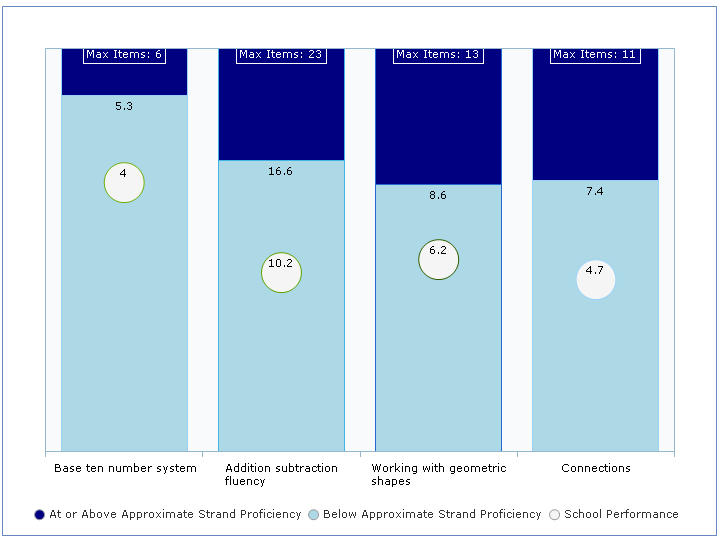 Max Items: 6
Max Items: 23
Max Items: 13
Max Items: 11
5.3
16.6
8.6
7.4
4
10.2
6.2
4.7
Base ten number system
Addition subtraction
fluency
Working with geometric
shapes
Connections
At or Above Approximate Strand Proficiency
Below Approximate Strand Proficiency
School Performance